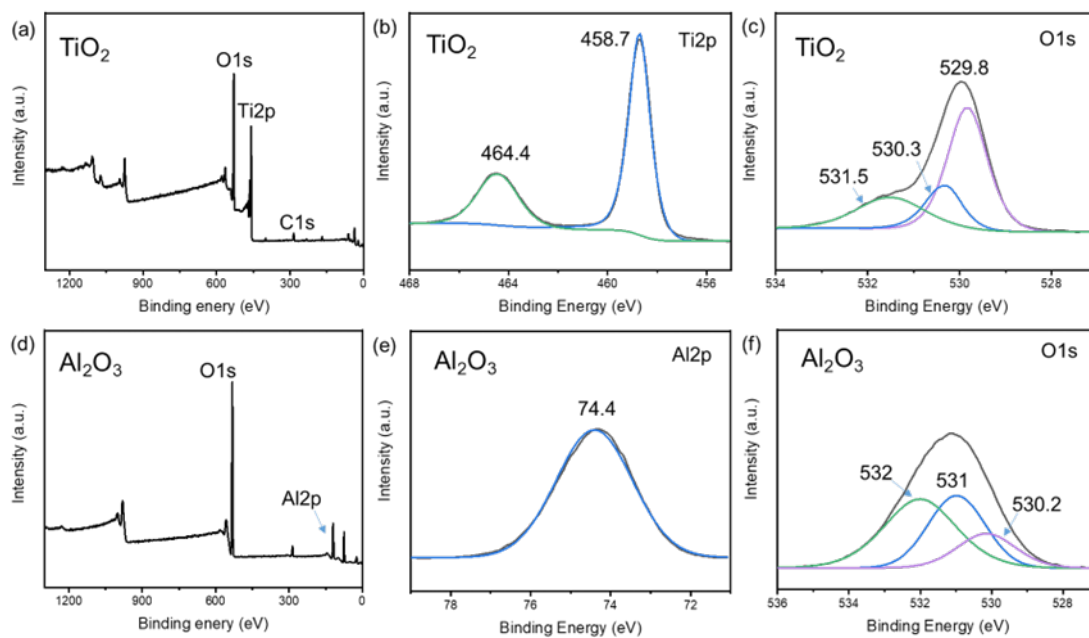 (a)
TiO₂
O1s
Ti2p
C1s
Intensity (a.u.)
1200 900 600 300 0
Binding enery (eV)
(b)
TiO₂
458.7
Ti2p
464.4
Intensity (a.u.)
468 464 460 456
Binding Energy (eV)
(c)
TiO₂
O1s
529.8
530.3
531.5
Intensity (a.u.)
534 532 530 528
Binding Energy (eV)
(d)
Al₂O₃
O1s
Al2p
Intensity (a.u.)
1200 900 600 300 0
Binding enery (eV)
(e)
Al₂O₃
Al2p
74.4
Intensity (a.u.)
78 76 74 72
Binding Energy (eV)
(f)
Al₂O₃
O1s
532
531
530.2
Intensity (a.u.)
536 534 532 530 528
Binding Energy (eV)